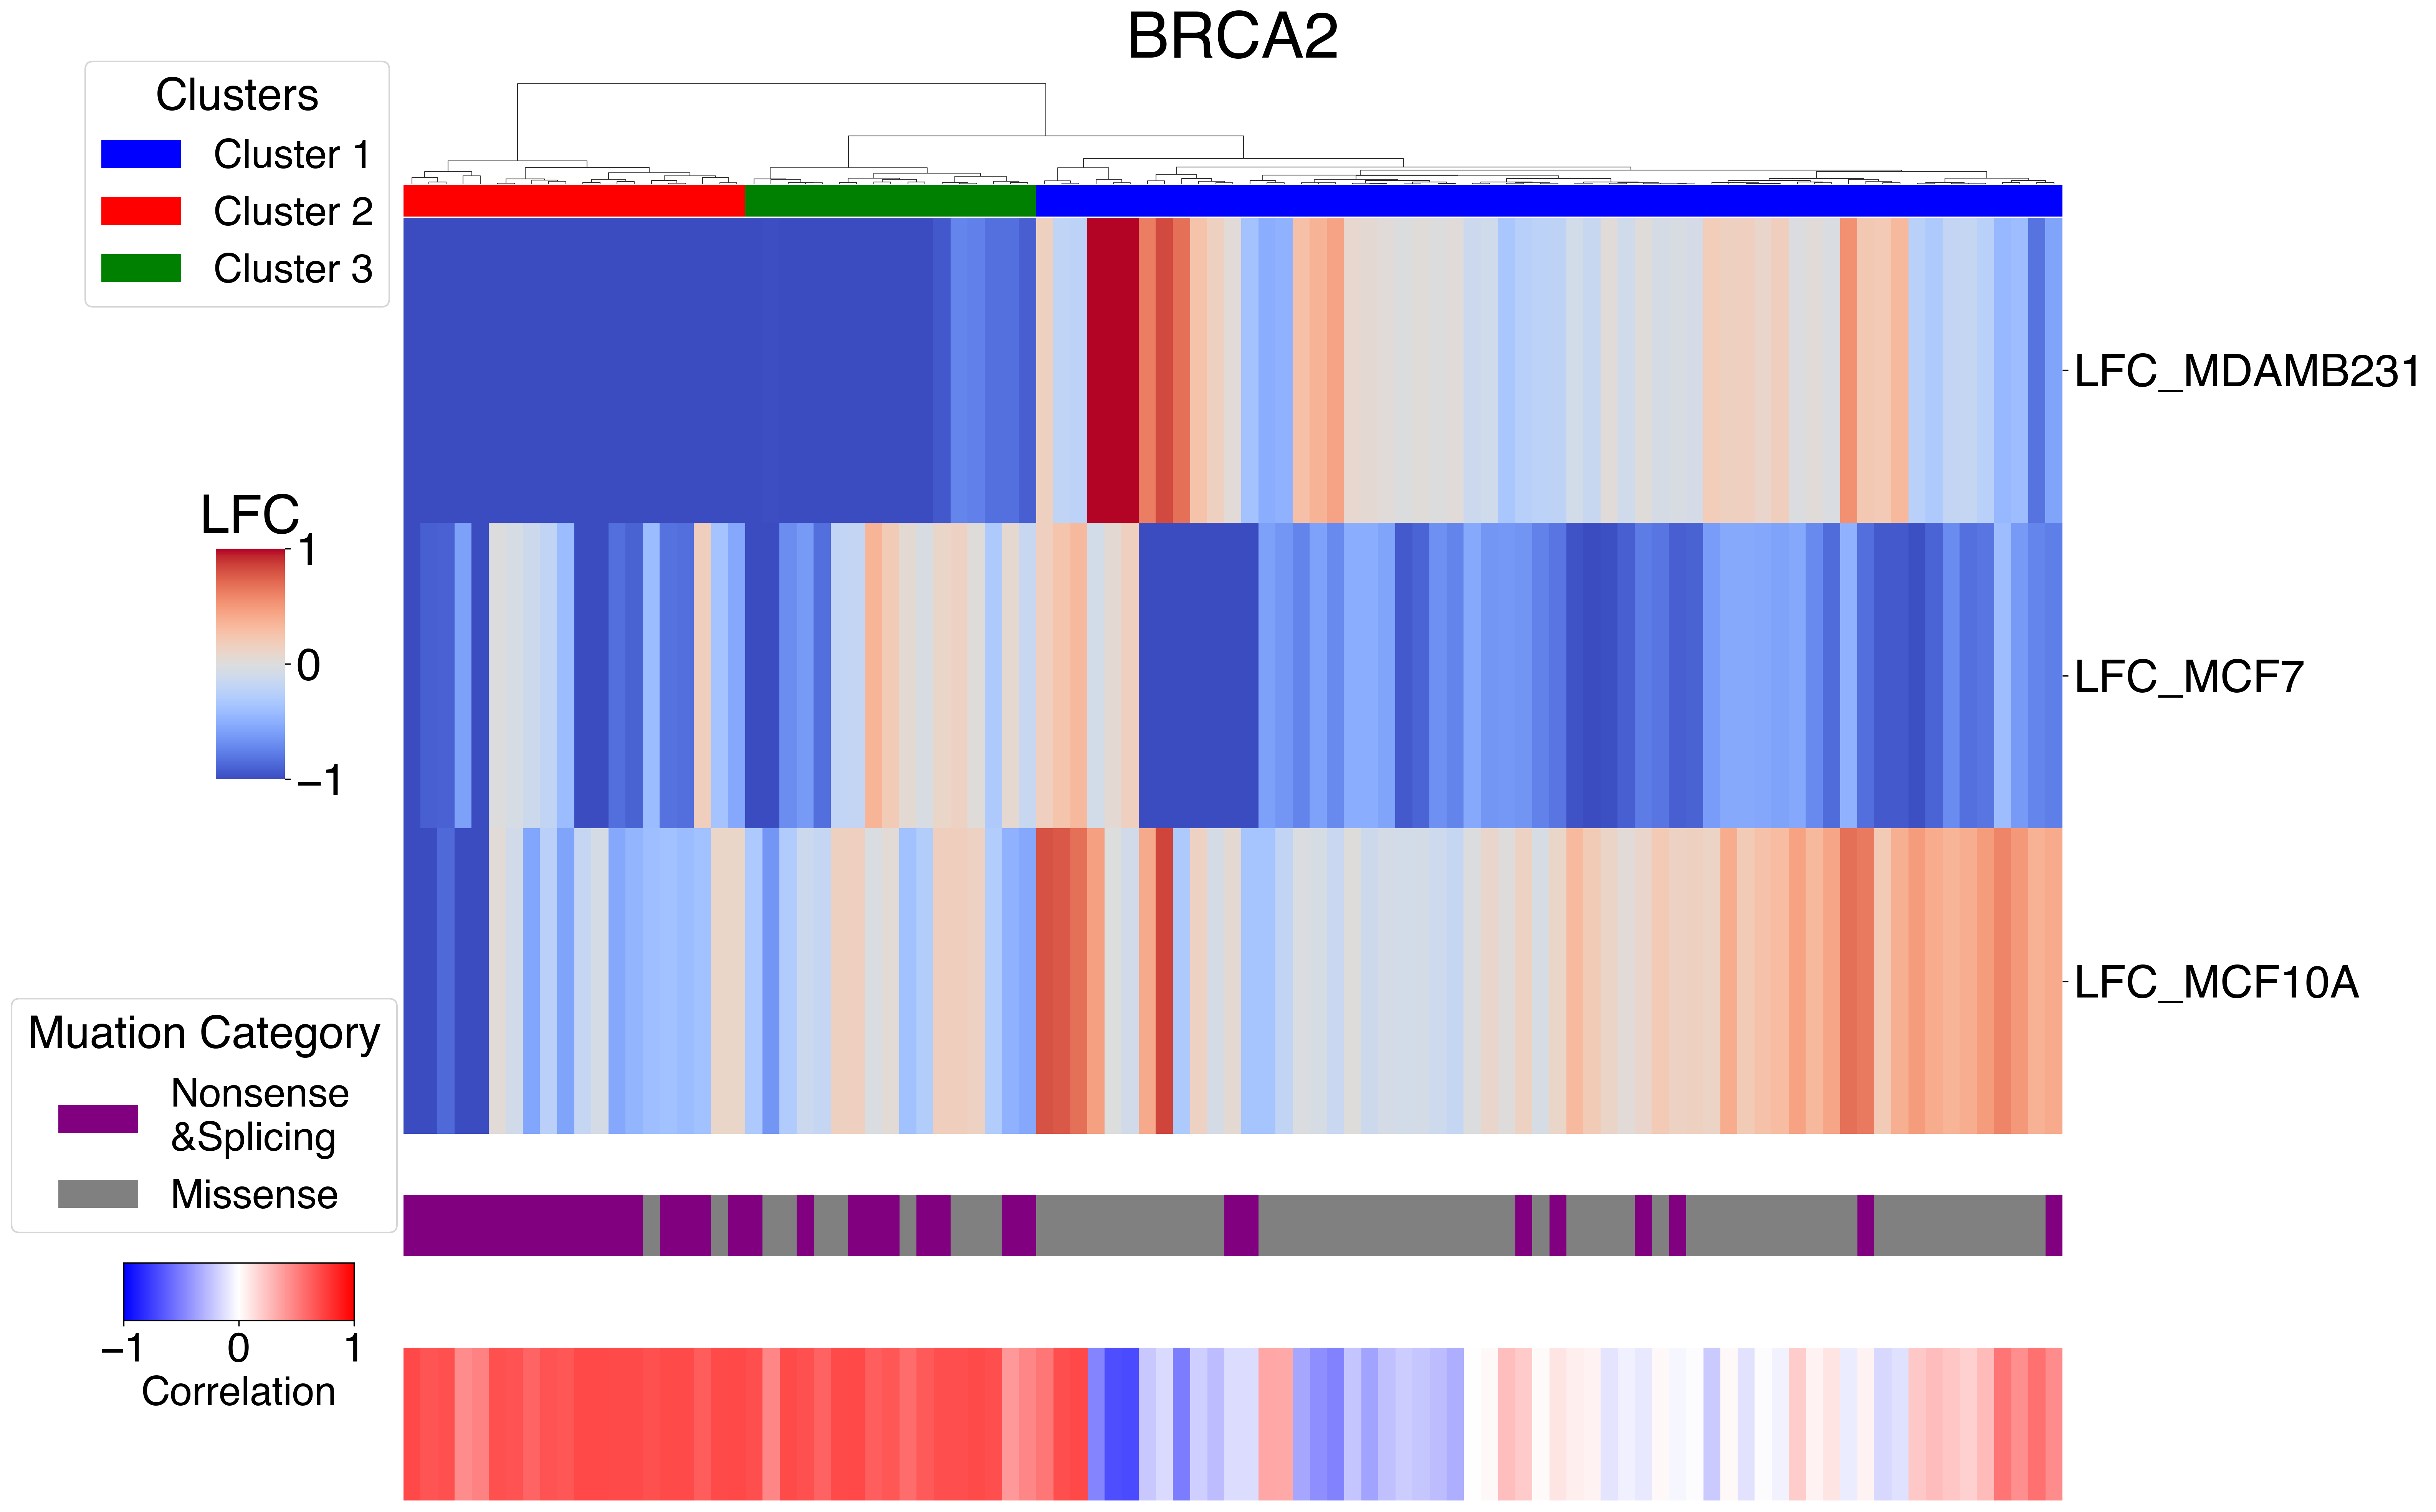 BRCA2
Clusters
Cluster 1
Cluster 2
Cluster 3
LFC
1
0
−1
LFC_MDAMB231
LFC_MCF7
LFC_MCF10A
Muation Category
Nonsense
&Splicing
Missense
−1 0 1
Correlation